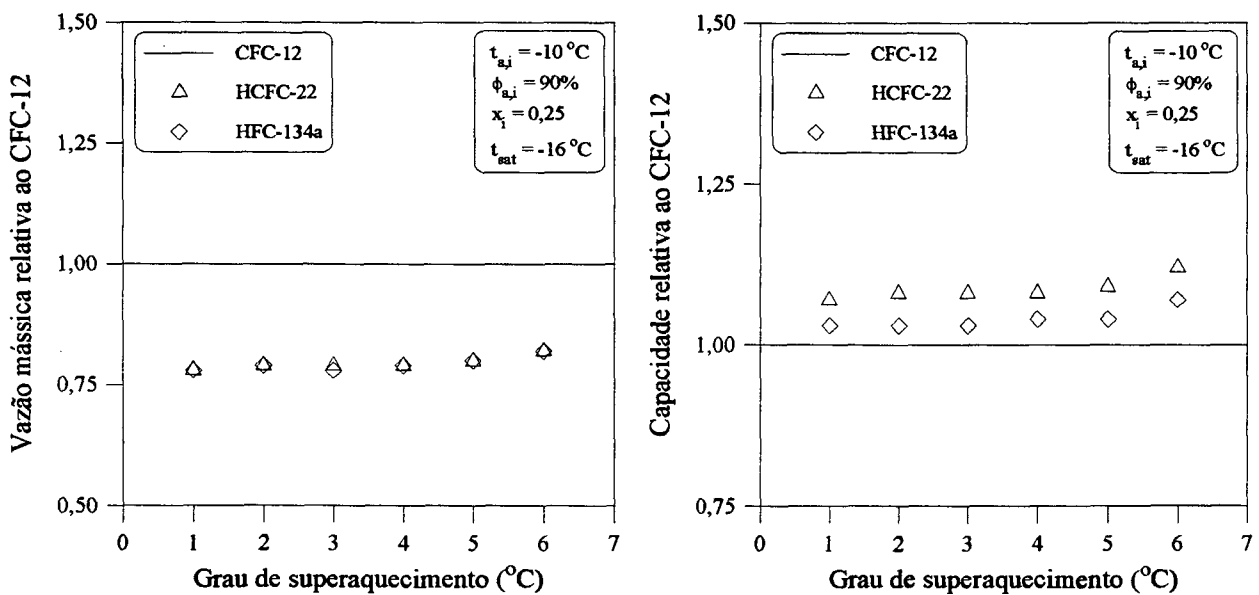 Vazão mássica relativa ao CFC-12
1,50
1,25
1,00
0,75
0,50
CFC-12
HCFC-22
HFC-134a
t_a,i = -10 °C
ϕ_a,i = 90%
x_i = 0,25
t_sat = -16 °C
0 1 2 3 4 5 6 7
Grau de superaquecimento (°C)
Capacidade relativa ao CFC-12
1,50
1,25
1,00
0,75
CFC-12
HCFC-22
HFC-134a
t_a,i = -10 °C
ϕ_a,i = 90%
x_i = 0,25
t_sat = -16 °C
0 1 2 3 4 5 6 7
Grau de superaquecimento (°C)